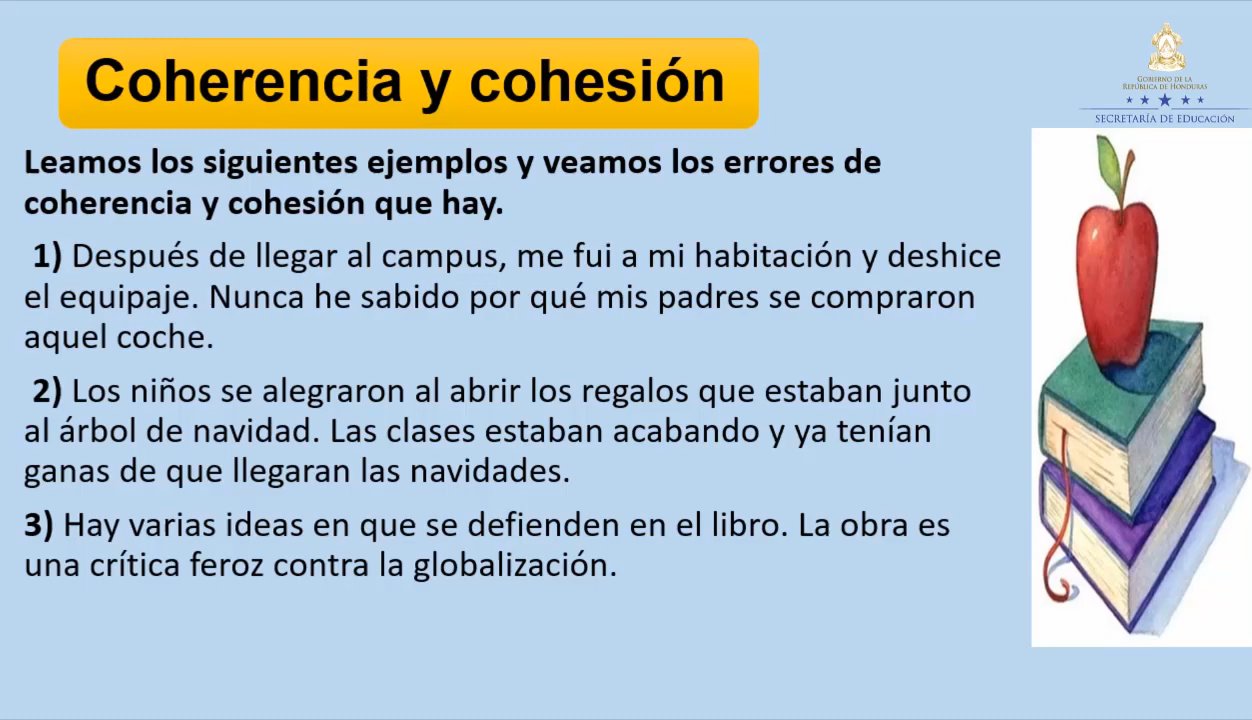 Coherencia y cohesión
GOBIERNO DE LA
REPÚBLICA DE HONDURAS
SECRETARÍA DE EDUCACIÓN
Leamos los siguientes ejemplos y veamos los errores de
coherencia y cohesión que hay.
1) Después de llegar al campus, me fui a mi habitación y deshice
el equipaje. Nunca he sabido por qué mis padres se compraron
aquel coche.
2) Los niños se alegraron al abrir los regalos que estaban junto
al árbol de navidad. Las clases estaban acabando y ya tenían
ganas de que llegaran las navidades.
3) Hay varias ideas en que se defienden en el libro. La obra es
una crítica feroz contra la globalización.